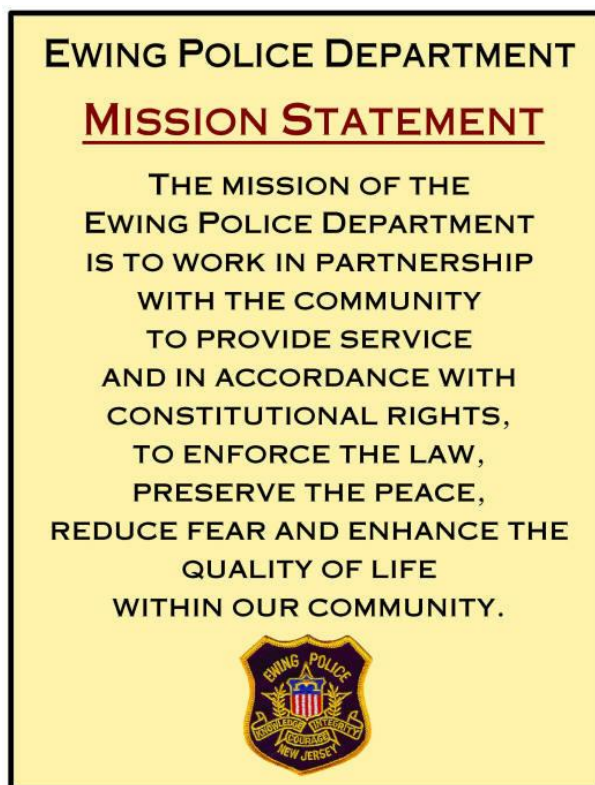 EWING POLICE DEPARTMENT
MISSION STATEMENT
THE MISSION OF THE
EWING POLICE DEPARTMENT
IS TO WORK IN PARTNERSHIP
WITH THE COMMUNITY
TO PROVIDE SERVICE
AND IN ACCORDANCE WITH
CONSTITUTIONAL RIGHTS,
TO ENFORCE THE LAW,
PRESERVE THE PEACE,
REDUCE FEAR AND ENHANCE THE
QUALITY OF LIFE
WITHIN OUR COMMUNITY.
EWING POLICE
KNOWLEDGE INTEGRITY
COURAGE
NEW JERSEY